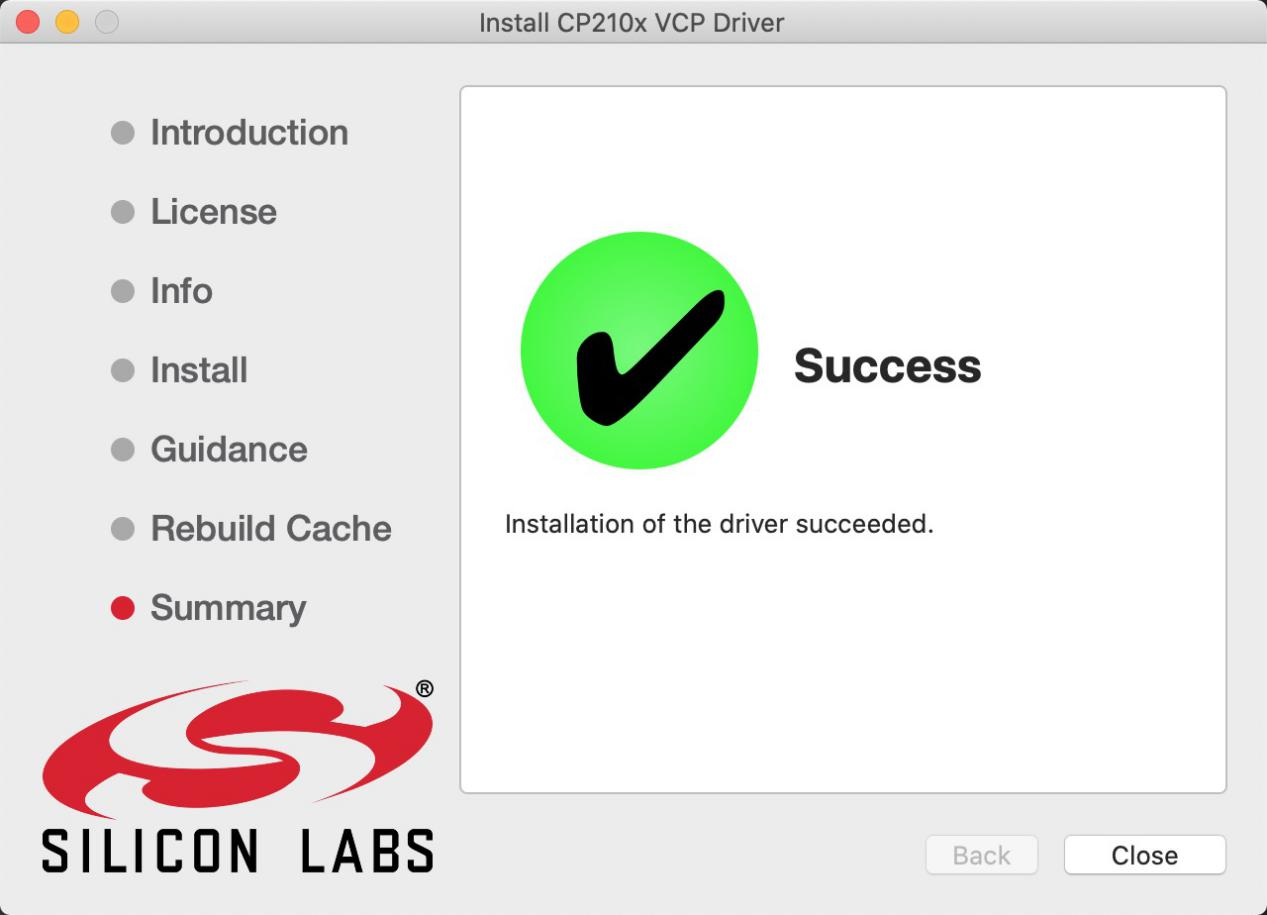 Install CP210x VCP Driver
Introduction
License
Info
Install
Guidance
Rebuild Cache
Summary
®
SILICON LABS
Success
Installation of the driver succeeded.
Back
Close